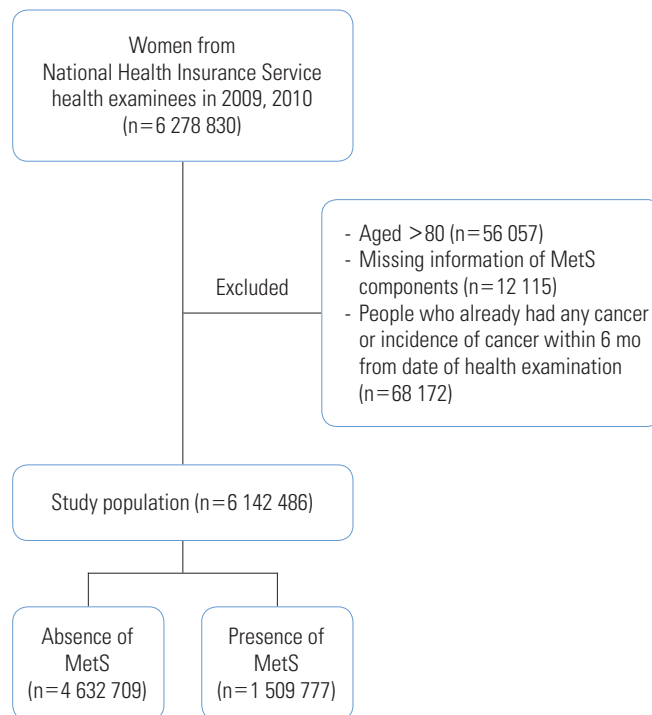 Women from
National Health Insurance Service
health examinees in 2009, 2010
(n=6 278 830)
Excluded
- Aged >80 (n=56 057)
- Missing information of MetS
components (n=12 115)
- People who already had any cancer
or incidence of cancer within 6 mo
from date of health examination
(n=68 172)
Study population (n=6 142 486)
Absence of
MetS
(n=4 632 709)
Presence of
MetS
(n=1 509 777)